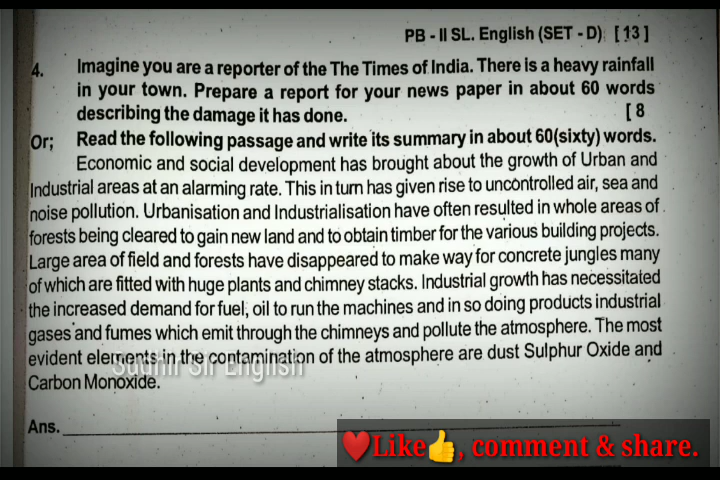 PB - II SL. English (SET - D) [ 13 ]
4. Imagine you are a reporter of the The Times of India. There is a heavy rainfall
in your town. Prepare a report for your news paper in about 60 words
describing the damage it has done. [ 8
Or; Read the following passage and write its summary in about 60(sixty) words.
Economic and social development has brought about the growth of Urban and
Industrial areas at an alarming rate. This in turn has given rise to uncontrolled air, sea and
noise pollution. Urbanisation and Industrialisation have often resulted in whole areas of
forests being cleared to gain new land and to obtain timber for the various building projects.
Large area of field and forests have disappeared to make way for concrete jungles many
of which are fitted with huge plants and chimney stacks. Industrial growth has necessitated
the increased demand for fuel, oil to run the machines and in so doing products industrial
gases and fumes which emit through the chimneys and pollute the atmosphere. The most
evident elements in the contamination of the atmosphere are dust Sulphur Oxide and
Sudhir Sir English
Carbon Monoxide.
Ans.
❤️Like👍, comment & share.